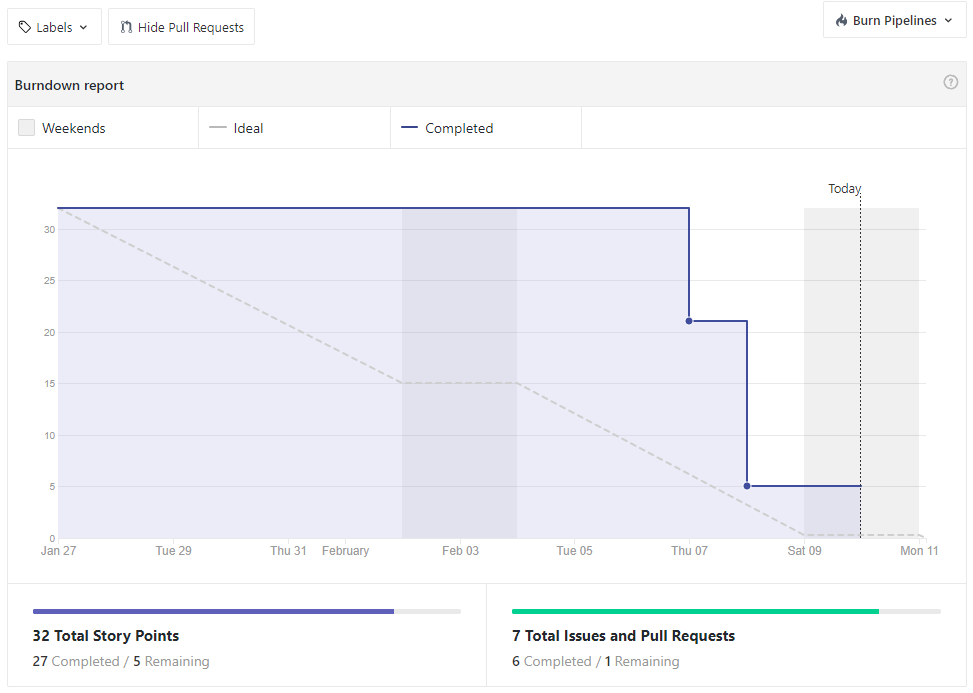 Labels
Hide Pull Requests
Burn Pipelines
Burndown report
?
Weekends
Ideal
Completed
Today
30
25
20
15
10
5
0
Jan 27
Tue 29
Thu 31
February
Feb 03
Tue 05
Thu 07
Sat 09
Mon 11
32 Total Story Points
27 Completed / 5 Remaining
7 Total Issues and Pull Requests
6 Completed / 1 Remaining